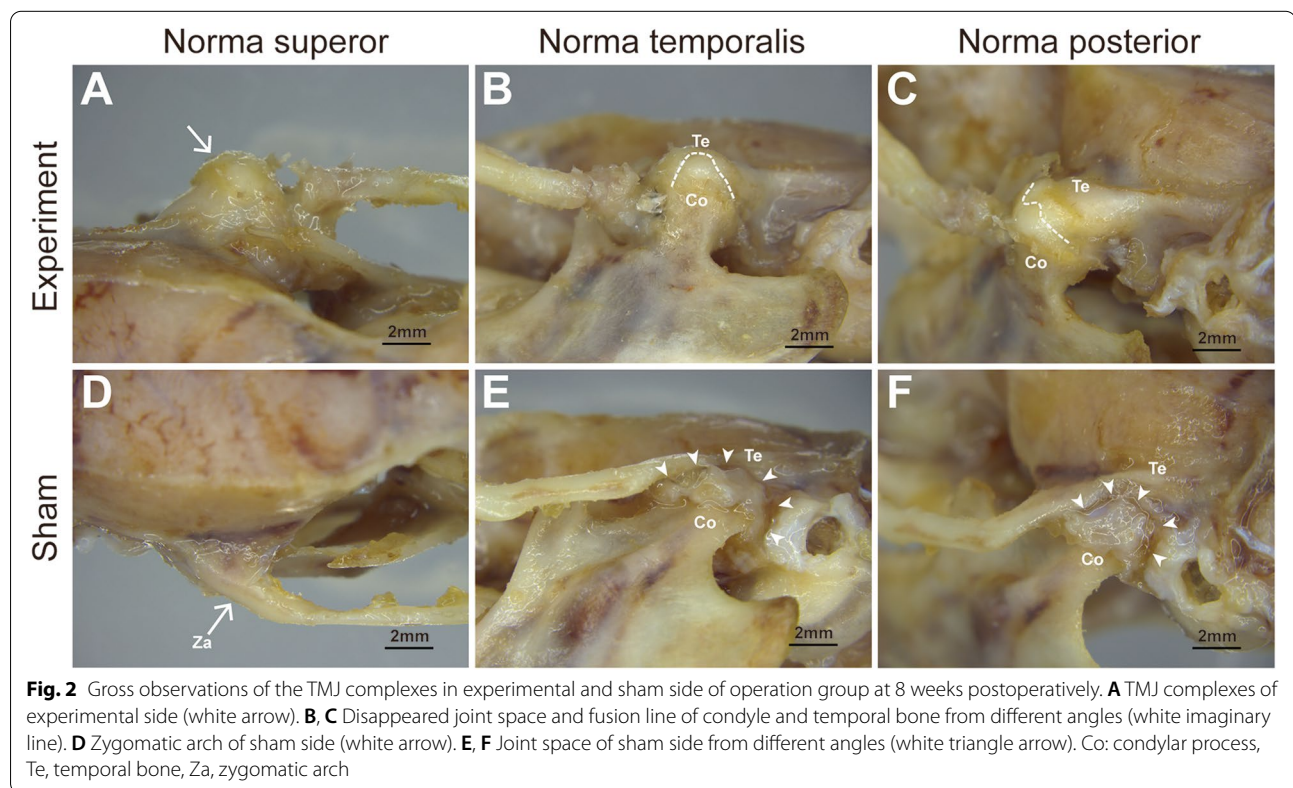 Norma superor
Norma temporalis
Norma posterior
Experiment
A
2mm
B
Te
Co
2mm
C
Te
Co
2mm
Sham
D
Za
2mm
E
Te
Co
2mm
F
Te
Co
2mm
Fig. 2 Gross observations of the TMJ complexes in experimental and sham side of operation group at 8 weeks postoperatively. A TMJ complexes of
experimental side (white arrow). B, C Disappeared joint space and fusion line of condyle and temporal bone from different angles (white imaginary
line). D Zygomatic arch of sham side (white arrow). E, F Joint space of sham side from different angles (white triangle arrow). Co: condylar process,
Te, temporal bone, Za, zygomatic arch